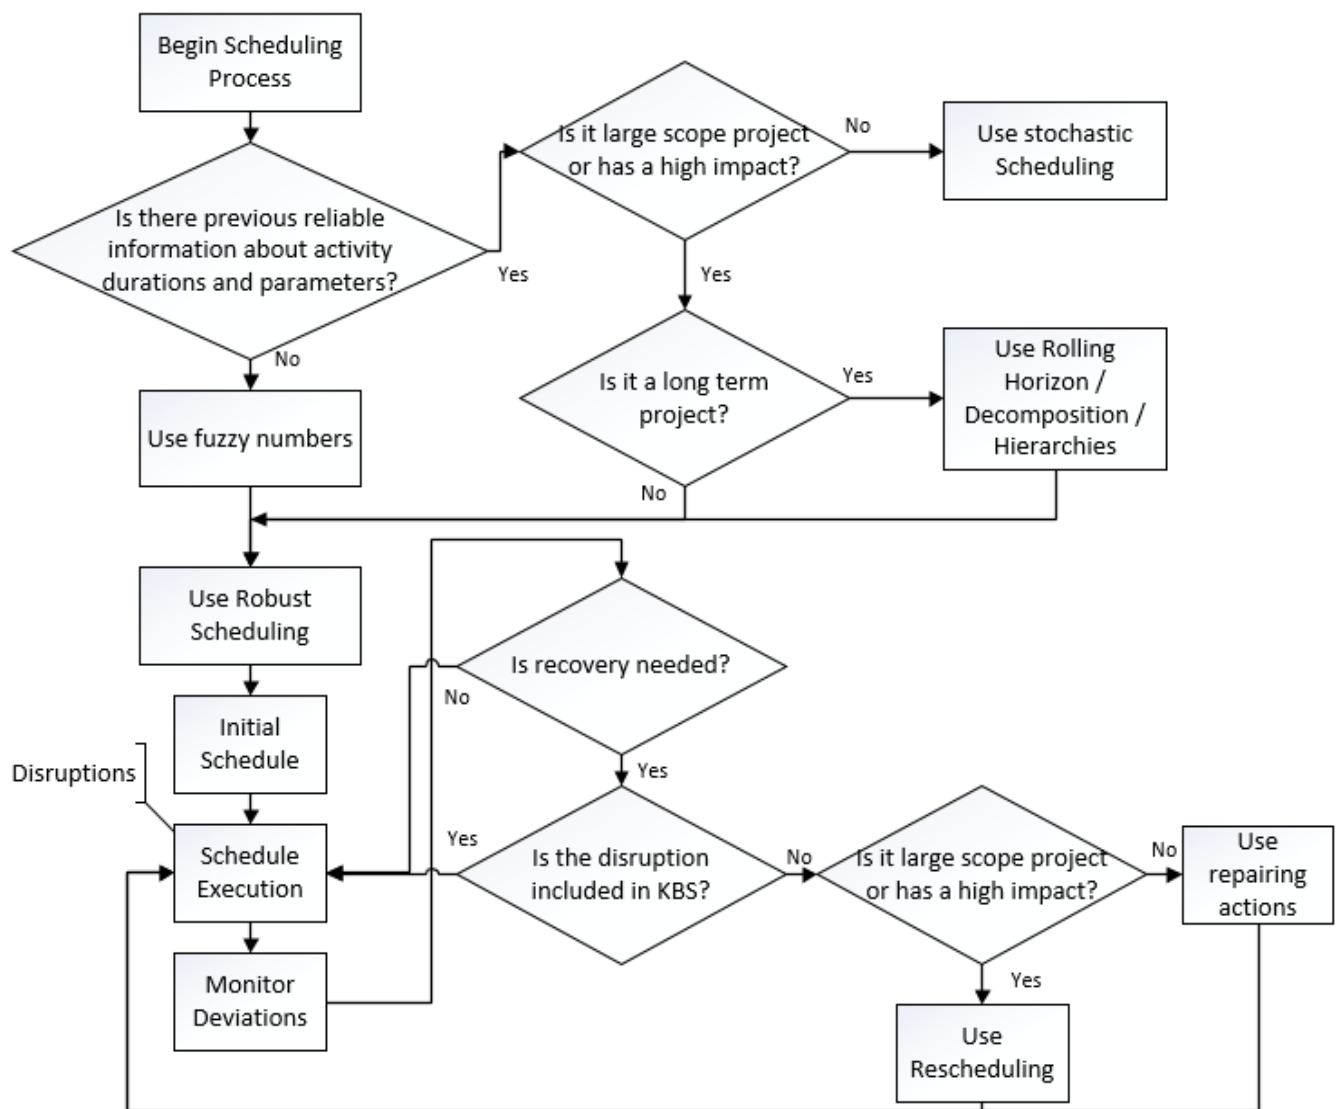 Begin Scheduling
Process
Is there previous reliable
information about activity
durations and parameters?
Yes
No
Is it large scope project
or has a high impact?
No
Use stochastic
Scheduling
Yes
Is it a long term
project?
Yes
Use Rolling
Horizon /
Decomposition /
Hierarchies
No
Use fuzzy numbers
Use Robust
Scheduling
Initial
Schedule
Disruptions
Schedule
Execution
Monitor
Deviations
Is recovery needed?
No
Yes
Is the disruption
included in KBS?
Yes
No
Is it large scope project
or has a high impact?
No
Use
repairing
actions
Yes
Use
Rescheduling